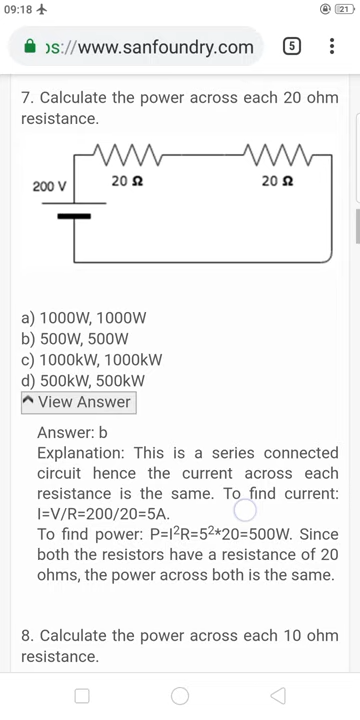 09:18
21
ps://www.sanfoundry.com
5
7. Calculate the power across each 20 ohm
resistance.
200 V
20 Ω
20 Ω
a) 1000W, 1000W
b) 500W, 500W
c) 1000kW, 1000kW
d) 500kW, 500kW
View Answer
Answer: b
Explanation: This is a series connected
circuit hence the current across each
resistance is the same. To find current:
I=V/R=200/20=5A.
To find power: P=I²R=5²*20=500W. Since
both the resistors have a resistance of 20
ohms, the power across both is the same.
8. Calculate the power across each 10 ohm
resistance.